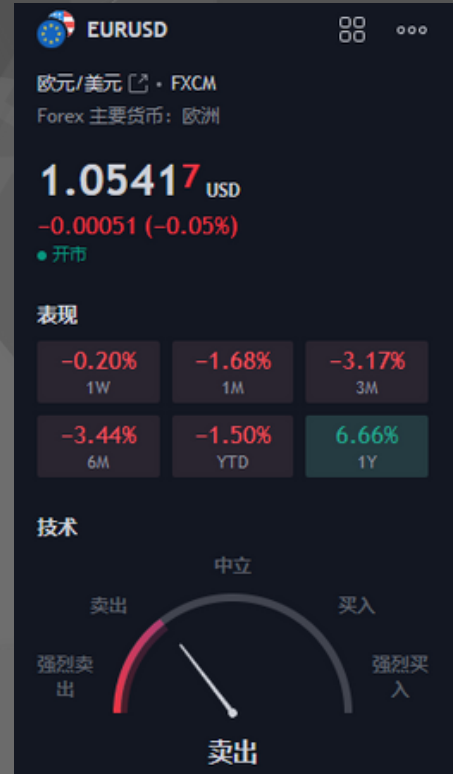 EURUSD
欧元/美元 • FXCM
Forex 主要货币：欧洲
1.05417 USD
−0.00051 (−0.05%)
开市
表现
−0.20% −1.68% −3.17%
1W 1M 3M
−3.44% −1.50% 6.66%
6M YTD 1Y
技术
中立
卖出 买入
强烈卖 强烈买
出 入
卖出